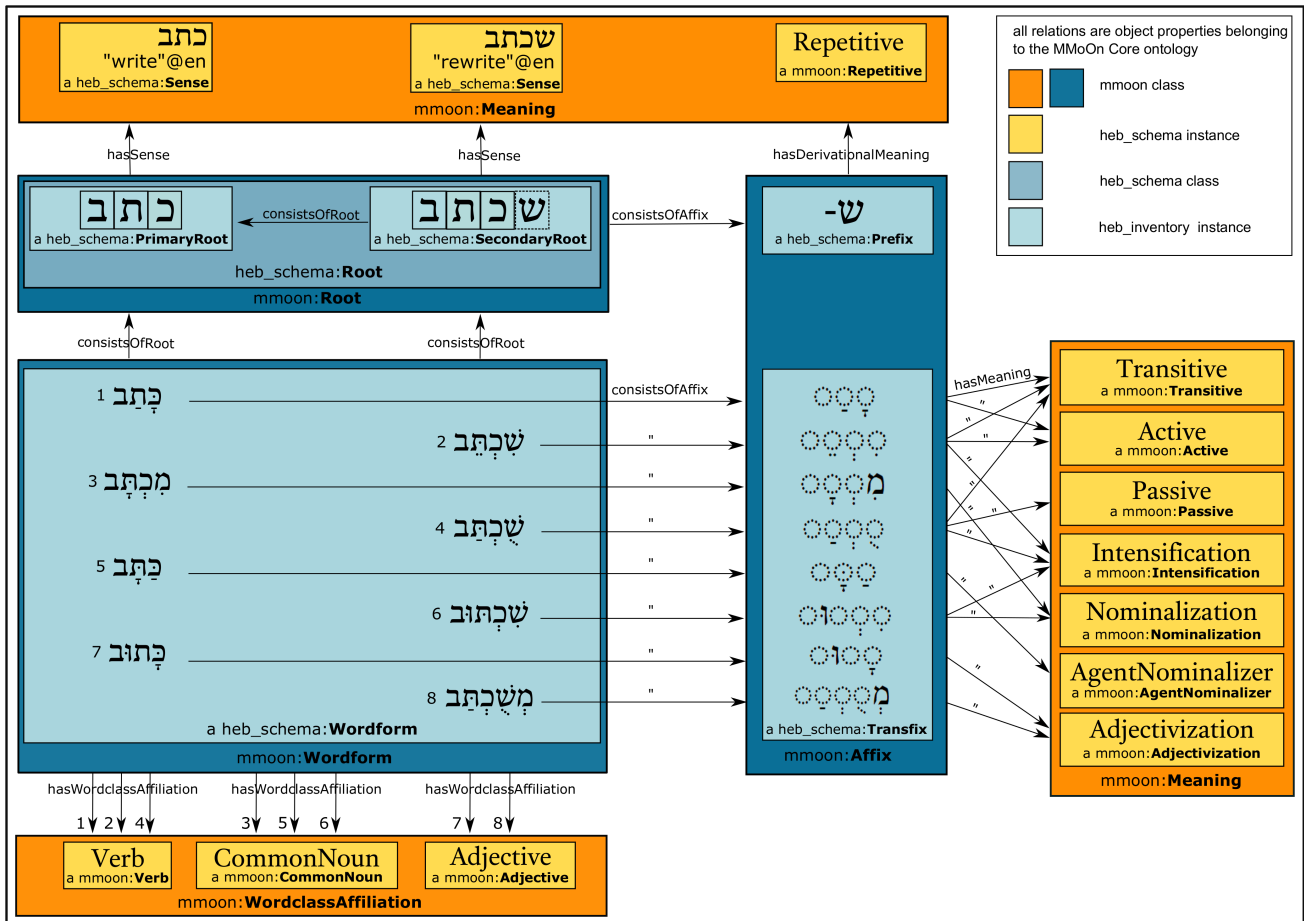 כתב
"write"@en
a heb_schema:Sense
שכתב
"rewrite"@en
a heb_schema:Sense
Repetitive
a mmoon:Repetitive
mmoon:Meaning
all relations are object properties belonging
to the MMoOn Core ontology
mmoon class
heb_schema instance
heb_schema class
heb_inventory instance
hasSense
hasSense
hasDerivationalMeaning
כתב
a heb_schema:PrimaryRoot
consistsOfRoot
שכתב
a heb_schema:SecondaryRoot
heb_schema:Root
mmoon:Root
consistsOfAffix
ש-
a heb_schema:Prefix
consistsOfRoot
consistsOfRoot
1 כָּתַב
consistsOfAffix
◌ָ◌ַ◌
2 שִׁכְתֵּב
"
◌ִ◌ְ◌ֵ◌
3 מִכְתָּב
"
מִ◌ְ◌ָ◌
4 שֻׁכְתַּב
"
◌ֻ◌ְ◌ַ◌
5 כַּתָּב
"
◌ַ◌ָּ◌
6 שִׁכְתּוּב
"
◌ִ◌ְ◌וּ◌
7 כָּתוּב
"
◌ָ◌וּ◌
8 מְשֻׁכְתַּב
"
מְ◌ֻ◌ְ◌ַ◌
a heb_schema:Wordform
mmoon:Wordform
a heb_schema:Transfix
mmoon:Affix
hasMeaning
" " " " " " " " " " " "
Transitive
a mmoon:Transitive
Active
a mmoon:Active
Passive
a mmoon:Passive
Intensification
a mmoon:Intensification
Nominalization
a mmoon:Nominalization
AgentNominalizer
a mmoon:AgentNominalizer
Adjectivization
a mmoon:Adjectivization
mmoon:Meaning
hasWordclassAffiliation
hasWordclassAffiliation
hasWordclassAffiliation
1 2 4
3 5 6
7 8
Verb
a mmoon:Verb
CommonNoun
a mmoon:CommonNoun
Adjective
a mmoon:Adjective
mmoon:WordclassAffiliation